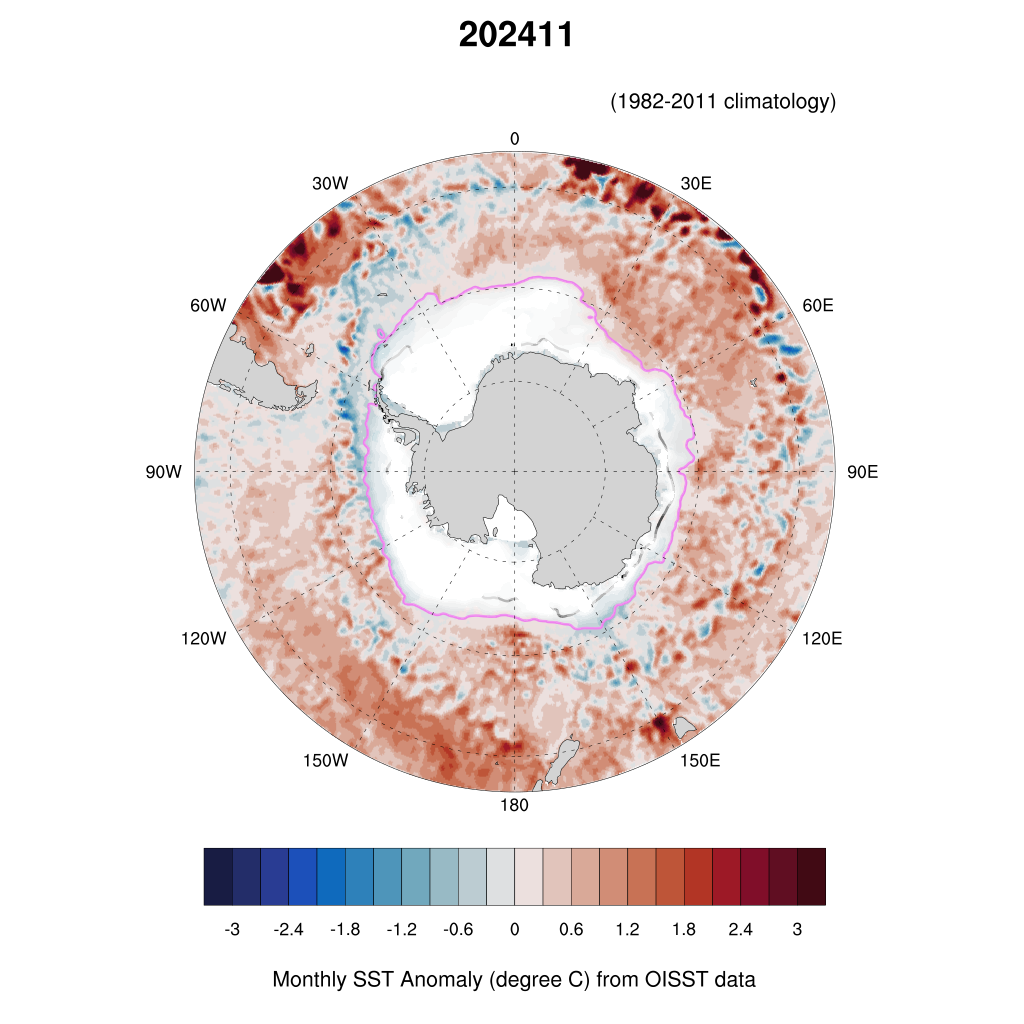 202411
(1982-2011 climatology)
0
30W 30E
60W 60E
90W 90E
120W 120E
150W 150E
180
-3 -2.4 -1.8 -1.2 -0.6 0 0.6 1.2 1.8 2.4 3
Monthly SST Anomaly (degree C) from OISST data